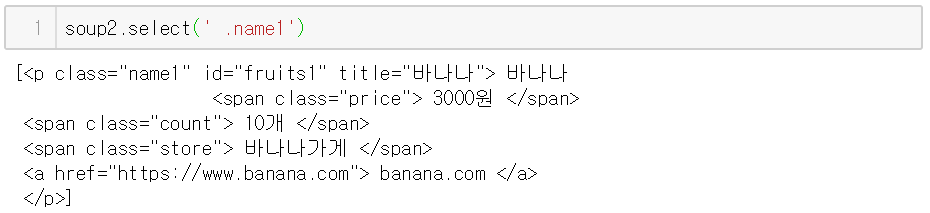 1 soup2.select(' .name1')
[<p class="name1" id="fruits1" title="바나나"> 바나나
<span class="price"> 3000원 </span>
<span class="count"> 10개 </span>
<span class="store"> 바나나가게 </span>
<a href="https://www.banana.com"> banana.com </a>
</p>]